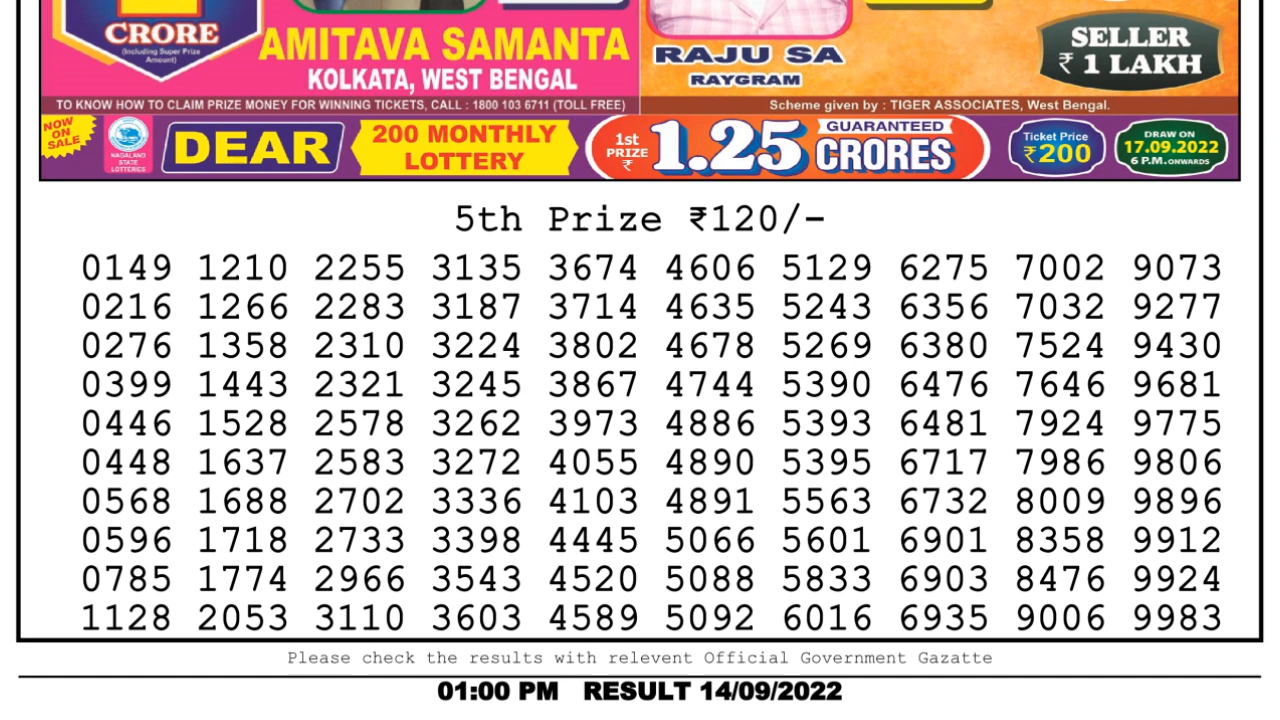 CRORE
(Including Super Prize
Amount)
AMITAVA SAMANTA
KOLKATA, WEST BENGAL
RAJU SA
RAYGRAM
SELLER
₹ 1 LAKH
TO KNOW HOW TO CLAIM PRIZE MONEY FOR WINNING TICKETS, CALL : 1800 103 6711 (TOLL FREE)
Scheme given by : TIGER ASSOCIATES, West Bengal.
NOW
ON
SALE
NAGALAND
STATE
LOTTERIES
DEAR
200 MONTHLY
LOTTERY
1st
PRIZE
₹
1.25
GUARANTEED
CRORES
Ticket Price
₹200
DRAW ON
17.09.2022
6 P.M. ONWARDS
5th Prize ₹120/-
0149 1210 2255 3135 3674 4606 5129 6275 7002 9073
0216 1266 2283 3187 3714 4635 5243 6356 7032 9277
0276 1358 2310 3224 3802 4678 5269 6380 7524 9430
0399 1443 2321 3245 3867 4744 5390 6476 7646 9681
0446 1528 2578 3262 3973 4886 5393 6481 7924 9775
0448 1637 2583 3272 4055 4890 5395 6717 7986 9806
0568 1688 2702 3336 4103 4891 5563 6732 8009 9896
0596 1718 2733 3398 4445 5066 5601 6901 8358 9912
0785 1774 2966 3543 4520 5088 5833 6903 8476 9924
1128 2053 3110 3603 4589 5092 6016 6935 9006 9983
Please check the results with relevent Official Government Gazatte
01:00 PM RESULT 14/09/2022